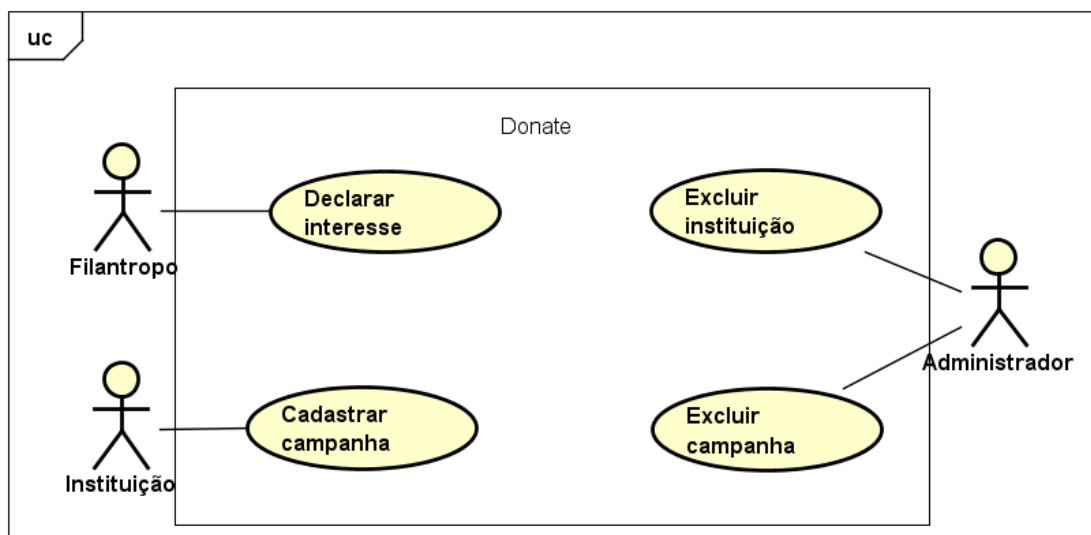 uc
Donate
Declarar
interesse
Excluir
instituição
Filantropo
Administrador
Cadastrar
campanha
Excluir
campanha
Instituição